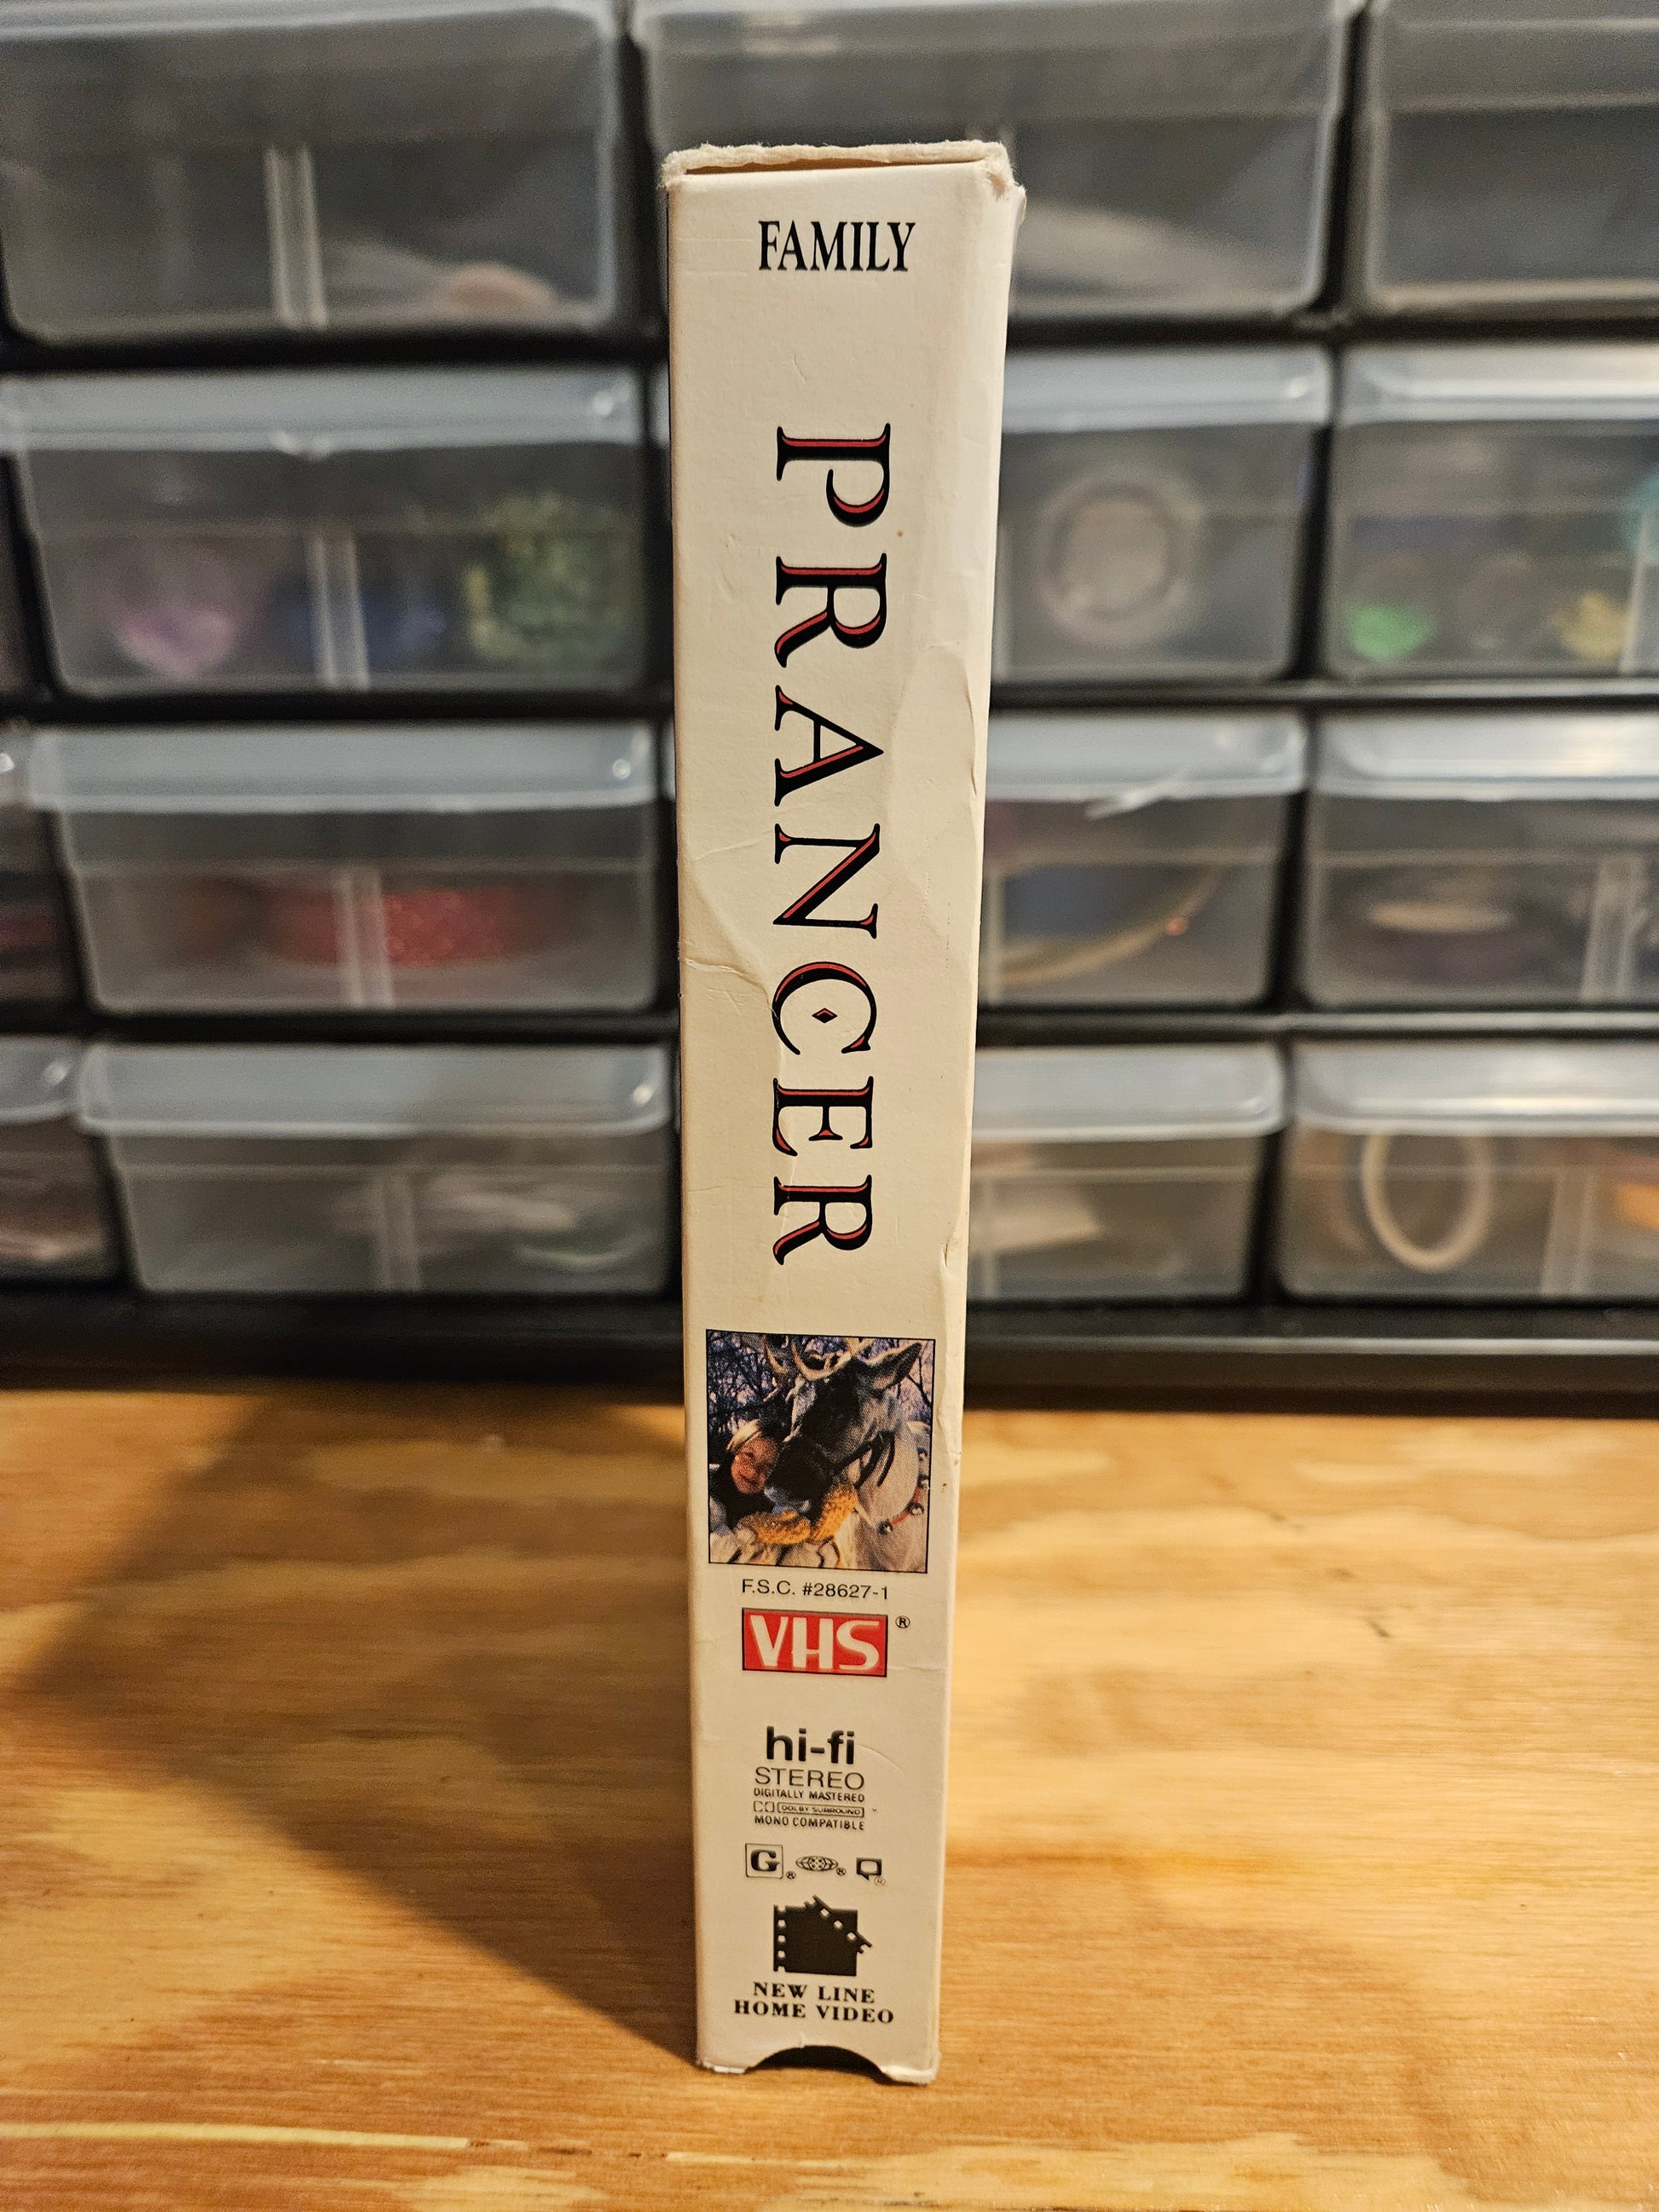 FAMILY
PRANCER
F.S.C. #28627-1
VHS ®
hi-fi
STEREO
DIGITALLY MASTERED
DOLBY SURROUND
MONO COMPATIBLE
G ® ® ®
NEW LINE
HOME VIDEO